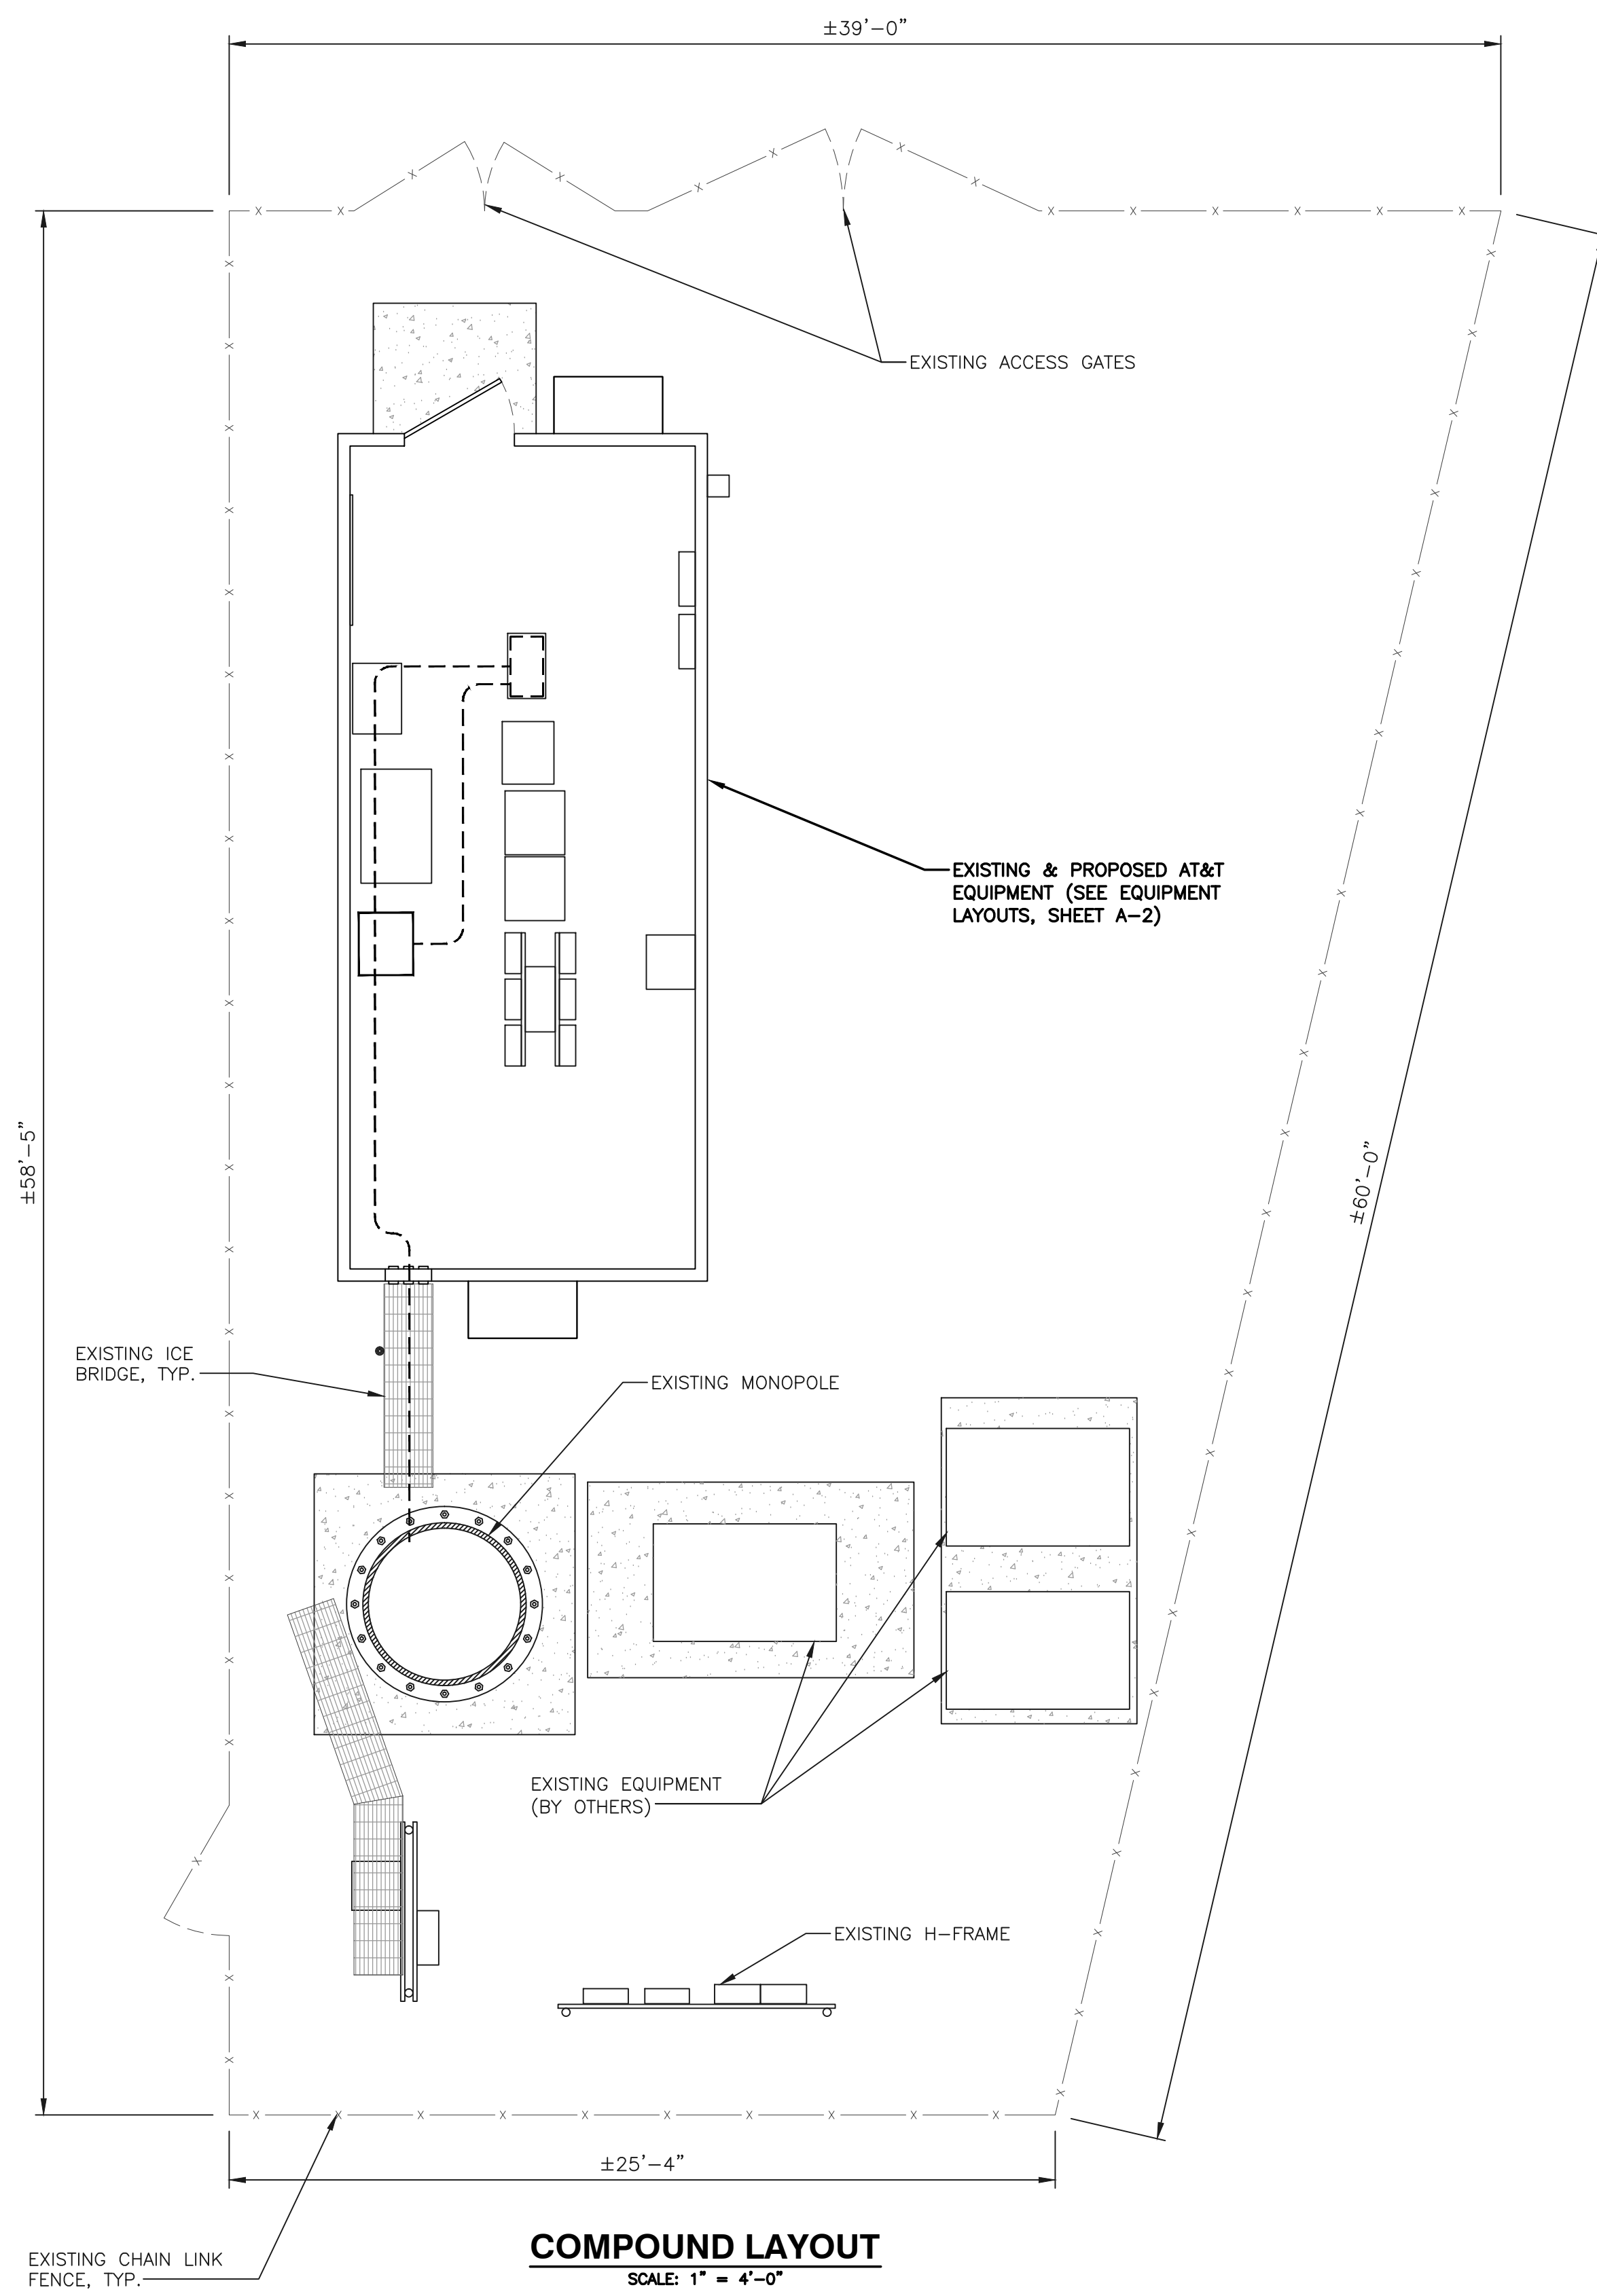 ±39'-0"
EXISTING ACCESS GATES
EXISTING & PROPOSED AT&T
EQUIPMENT (SEE EQUIPMENT
LAYOUTS, SHEET A-2)
±58'-5"
±60'-0"
EXISTING ICE
BRIDGE, TYP.
EXISTING MONOPOLE
EXISTING EQUIPMENT
(BY OTHERS)
EXISTING H-FRAME
±25'-4"
EXISTING CHAIN LINK
FENCE, TYP.
COMPOUND LAYOUT
SCALE: 1" = 4'-0"